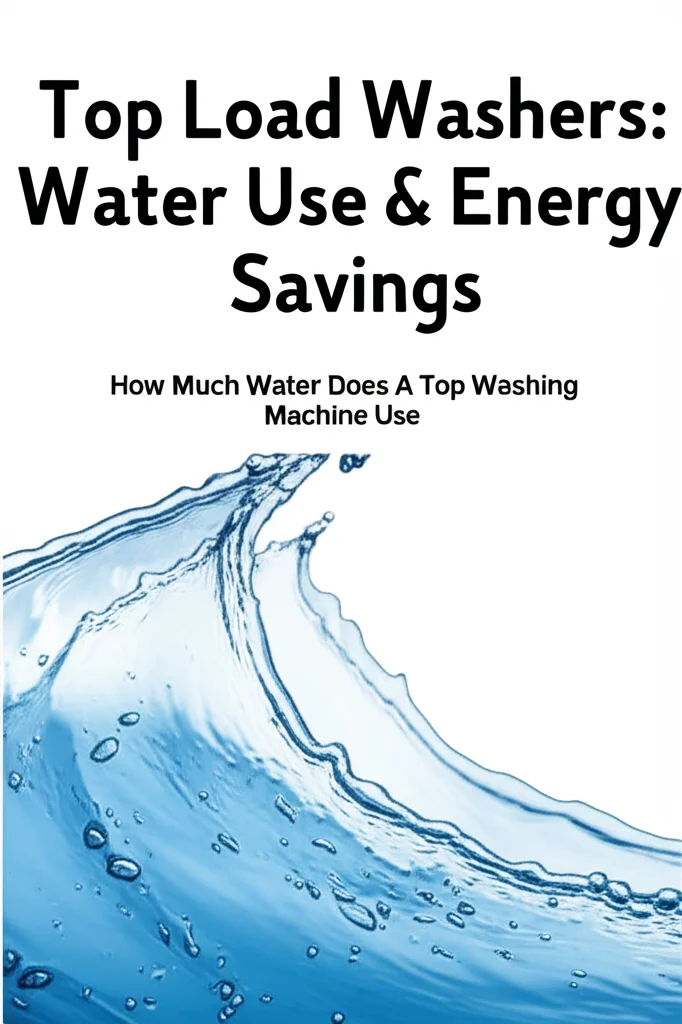 Top Load Washers:
Water Use & Energy
Savings
How Much Water Does A Top Washing
Machine Use